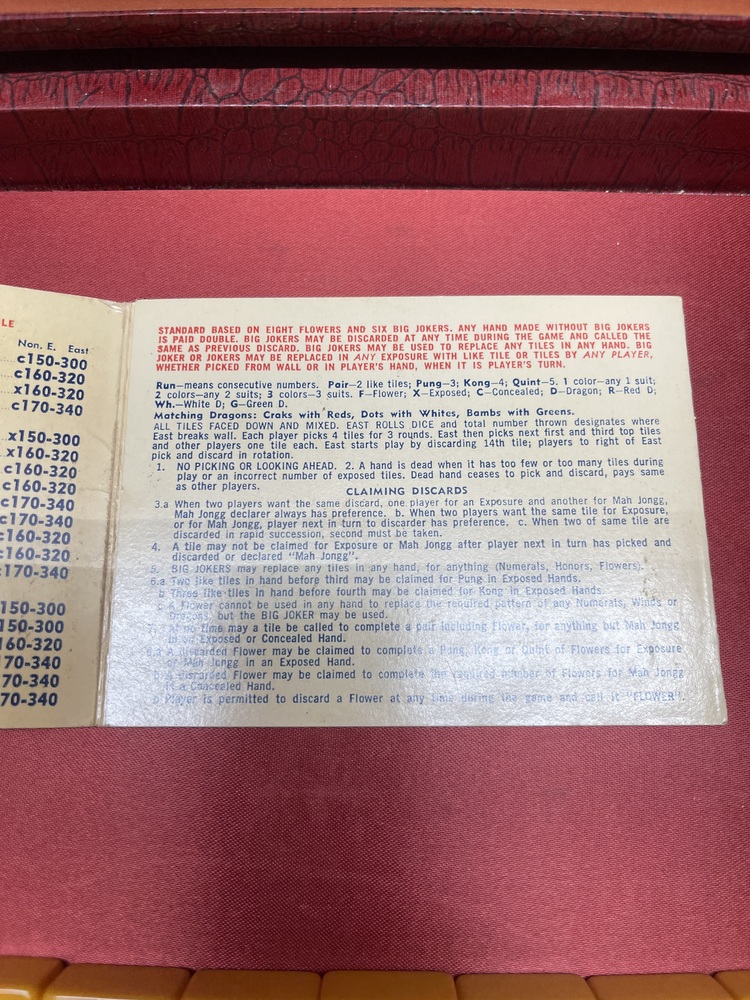 LE
Non. E. East
c150-300
c160-320
x160-320
c170-340
x150-300
x160-320
c160-320
c160-320
c170-340
c170-340
c160-320
c160-320
c170-340
150-300
150-300
160-320
170-340
70-340
70-340
STANDARD BASED ON EIGHT FLOWERS AND SIX BIG JOKERS. ANY HAND MADE WITHOUT BIG JOKERS
IS PAID DOUBLE. BIG JOKERS MAY BE DISCARDED AT ANY TIME DURING THE GAME AND CALLED THE
SAME AS PREVIOUS DISCARD. BIG JOKERS MAY BE USED TO REPLACE ANY TILES IN ANY HAND. BIG
JOKER OR JOKERS MAY BE REPLACED IN ANY EXPOSURE WITH LIKE TILE OR TILES BY ANY PLAYER,
WHETHER PICKED FROM WALL OR IN PLAYER'S HAND, WHEN IT IS PLAYER'S TURN.
Run—means consecutive numbers. Pair—2 like tiles; Pung—3; Kong—4; Quint—5. 1 color—any 1 suit;
2 colors—any 2 suits; 3 colors—3 suits. F—Flower; X—Exposed; C—Concealed; D—Dragon; R—Red D;
Wh.—White D; G—Green D.
Matching Dragons: Craks with Reds, Dots with Whites, Bambs with Greens.
ALL TILES FACED DOWN AND MIXED. EAST ROLLS DICE and total number thrown designates where
East breaks wall. Each player picks 4 tiles for 3 rounds. East then picks next first and third top tiles
and other players one tile each. East starts play by discarding 14th tile; players to right of East
pick and discard in rotation.
1. NO PICKING OR LOOKING AHEAD. 2. A hand is dead when it has too few or too many tiles during
play or an incorrect number of exposed tiles. Dead hand ceases to pick and discard, pays same
as other players.
CLAIMING DISCARDS
3.a When two players want the same discard, one player for an Exposure and another for Mah Jongg,
Mah Jongg declarer always has preference. b. When two players want the same tile for Exposure,
or for Mah Jongg, player next in turn to discarder has preference. c. When two of same tile are
discarded in rapid succession, second must be taken.
4. A tile may not be claimed for Exposure or Mah Jongg after player next in turn has picked and
discarded or declared "Mah Jongg".
5. BIG JOKERS may replace any tiles in any hand, for anything (Numerals, Honors, Flowers).
6.a Two like tiles in hand before third may be claimed for Pung in Exposed Hands.
b Three like tiles in hand before fourth may be claimed for Kong in Exposed Hands.
c A Flower cannot be used in any hand to replace the required pattern of any Numerals, Winds or
Dragons, but the BIG JOKER may be used.
7. At no time may a tile be called to complete a pair including Flower, for anything but Mah Jongg
in an Exposed or Concealed Hand.
8.a A discarded Flower may be claimed to complete a Pung, Kong or Quint of Flowers for Exposure
or Mah Jongg in an Exposed Hand.
b A discarded Flower may be claimed to complete the required number of Flowers for Mah Jongg
in a Concealed Hand.
c Player is permitted to discard a Flower at any time during the game and call it "FLOWER".